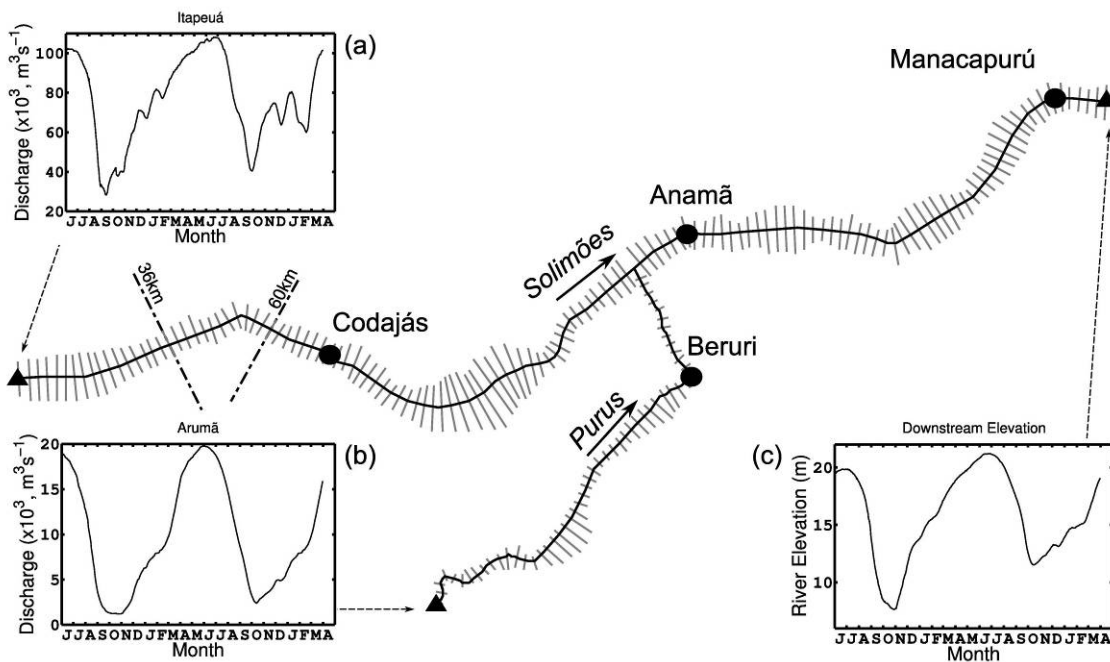 Itapeuá
(a)
Discharge (x10³, m³s⁻¹)
100
80
60
40
20
JJASONDJFMAMJJASONDJFMA
Month
Manacapurú
Anamã
Solimões
36km
60km
Codajás
Beruri
Purus
Arumã
(b)
Discharge (x10³, m³s⁻¹)
20
15
10
5
0
JJASONDJFMAMJJASONDJFMA
Month
(c)
Downstream Elevation
River Elevation (m)
20
15
10
JJASONDJFMAMJJASONDJFMA
Month